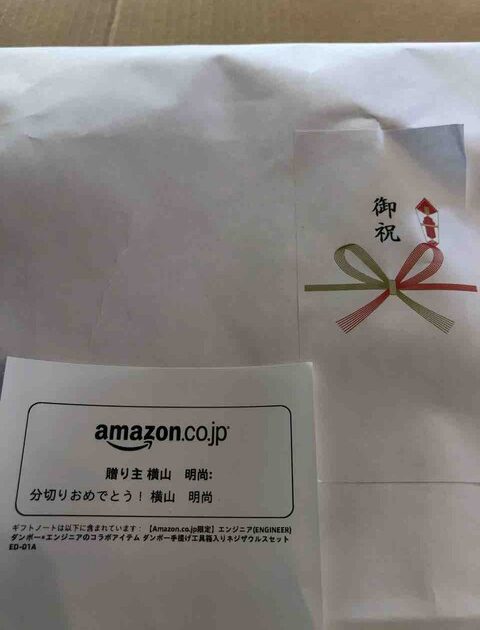 御祝
amazon.co.jp
贈り主 横山 明尚:
分切りおめでとう! 横山 明尚
ギフトノートは以下に含まれています: 【Amazon.co.jp限定】エンジニア(ENGINEER)
ダンボー×エンジニアのコラボアイテム ダンボー手提げ工具箱入りネジザウルスセット
ED-01A